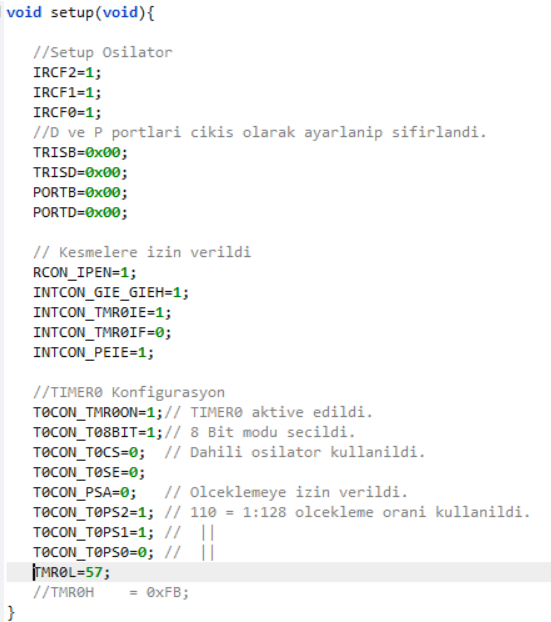 void setup(void){
//Setup Osilator
IRCF2=1;
IRCF1=1;
IRCF0=1;
//D ve P portlari cikis olarak ayarlanip sifirlandi.
TRISB=0x00;
TRISD=0x00;
PORTB=0x00;
PORTD=0x00;
// Kesmelere izin verildi
RCON_IPEN=1;
INTCON_GIE_GIEH=1;
INTCON_TMR0IE=1;
INTCON_TMR0IF=0;
INTCON_PEIE=1;
//TIMER0 Konfigurasyon
T0CON_TMR0ON=1;// TIMER0 aktive edildi.
T0CON_T08BIT=1;// 8 Bit modu secildi.
T0CON_T0CS=0;  // Dahili osilator kullanildi.
T0CON_T0SE=0;
T0CON_PSA=0;   // Olceklemeye izin verildi.
T0CON_T0PS2=1; // 110 = 1:128 olcekleme orani kullanildi.
T0CON_T0PS1=1; //  ||
T0CON_T0PS0=0; //  ||
TMR0L=57;
//TMR0H    = 0xFB;
}